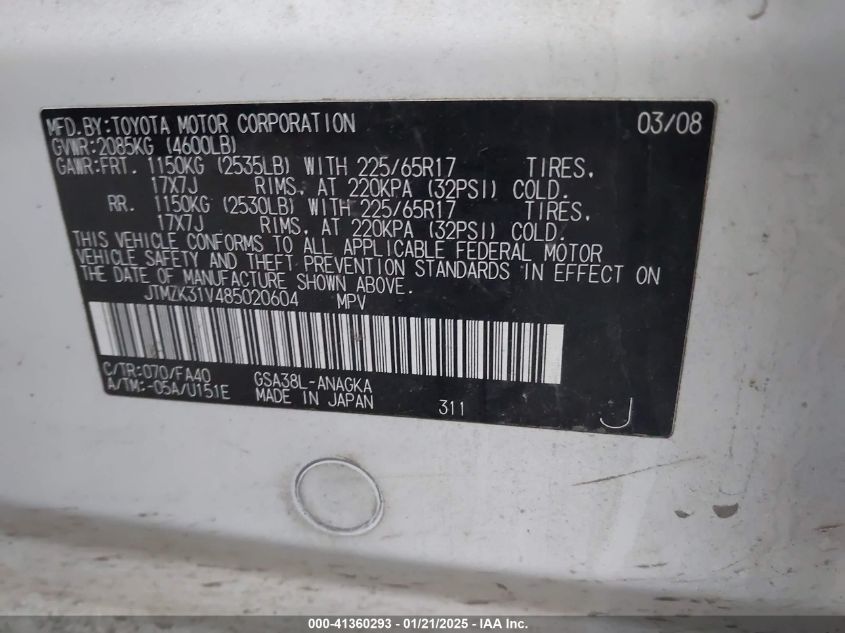 MFD.BY:TOYOTA MOTOR CORPORATION 03/08
GVWR:2085KG (4600LB)
GAWR:FRT. 1150KG (2535LB) WITH 225/65R17 TIRES,
17X7J RIMS, AT 220KPA (32PSI) COLD.
RR. 1150KG (2530LB) WITH 225/65R17 TIRES,
17X7J RIMS, AT 220KPA (32PSI) COLD.
THIS VEHICLE CONFORMS TO ALL APPLICABLE FEDERAL MOTOR
VEHICLE SAFETY AND THEFT PREVENTION STANDARDS IN EFFECT ON
THE DATE OF MANUFACTURE SHOWN ABOVE.
JTMZK31V485020604 MPV
C/TR:070/FA40 GSA38L-ANAGKA
A/TM:-05A/U151E MADE IN JAPAN 311 J
000-41360293 - 01/21/2025 - IAA Inc.